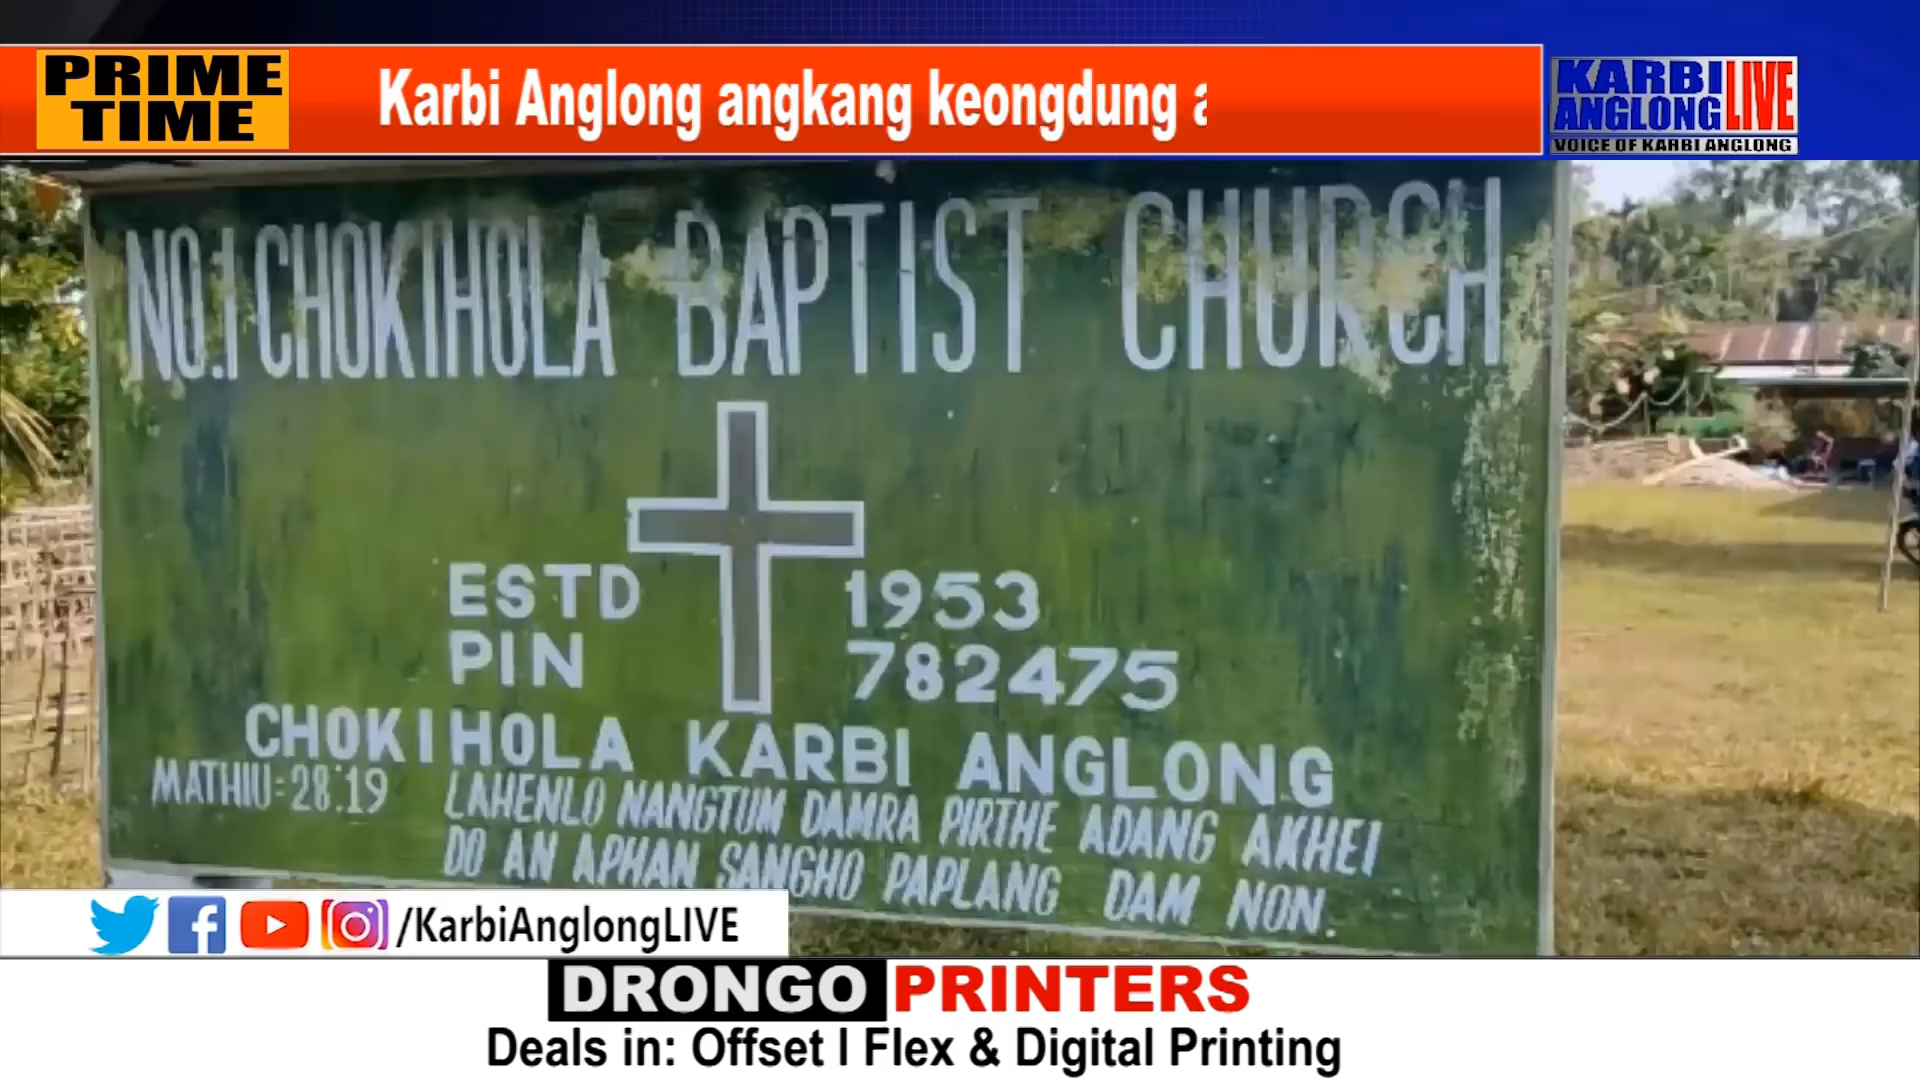 PRIME
TIME
Karbi Anglong angkang keongdung
KARBI
ANGLONG LIVE
VOICE OF KARBI ANGLONG
NO.1 CHOKIHOLA BAPTIST CHURCH
ESTD 1953
PIN 782475
CHOKIHOLA KARBI ANGLONG
MATHIU:28:19 LAHENLO NANGTUM DAMRA PIRTHE ADANG AKHEI
DO AN APHAN SANGHO PAPLANG DAM NON.
/KarbiAnglongLIVE
DRONGO PRINTERS
Deals in: Offset I Flex & Digital Printing